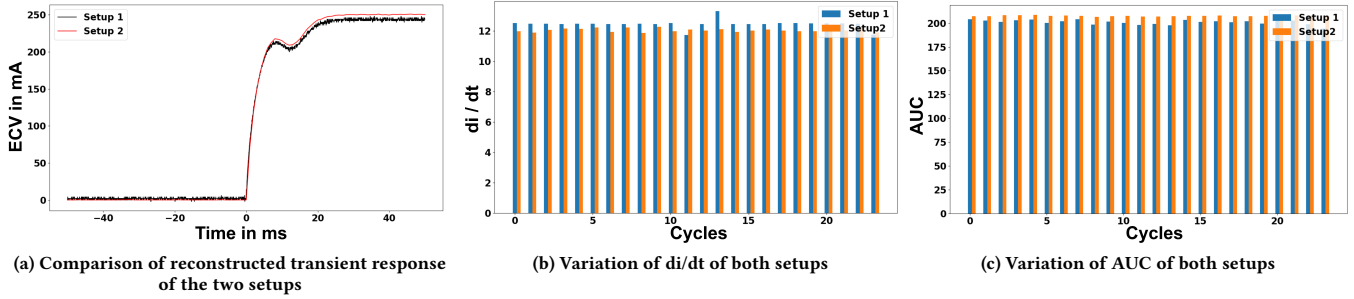 Setup 1
Setup 2
250
200
150
100
50
0
−40
−20
0
20
40
ECV in mA
Time in ms
(a) Comparison of reconstructed transient response
of the two setups
Setup 1
Setup2
12
10
8
6
4
2
0
0
5
10
15
20
di / dt
Cycles
(b) Variation of di/dt of both setups
Setup 1
Setup2
200
175
150
125
100
75
50
25
0
0
5
10
15
20
AUC
Cycles
(c) Variation of AUC of both setups